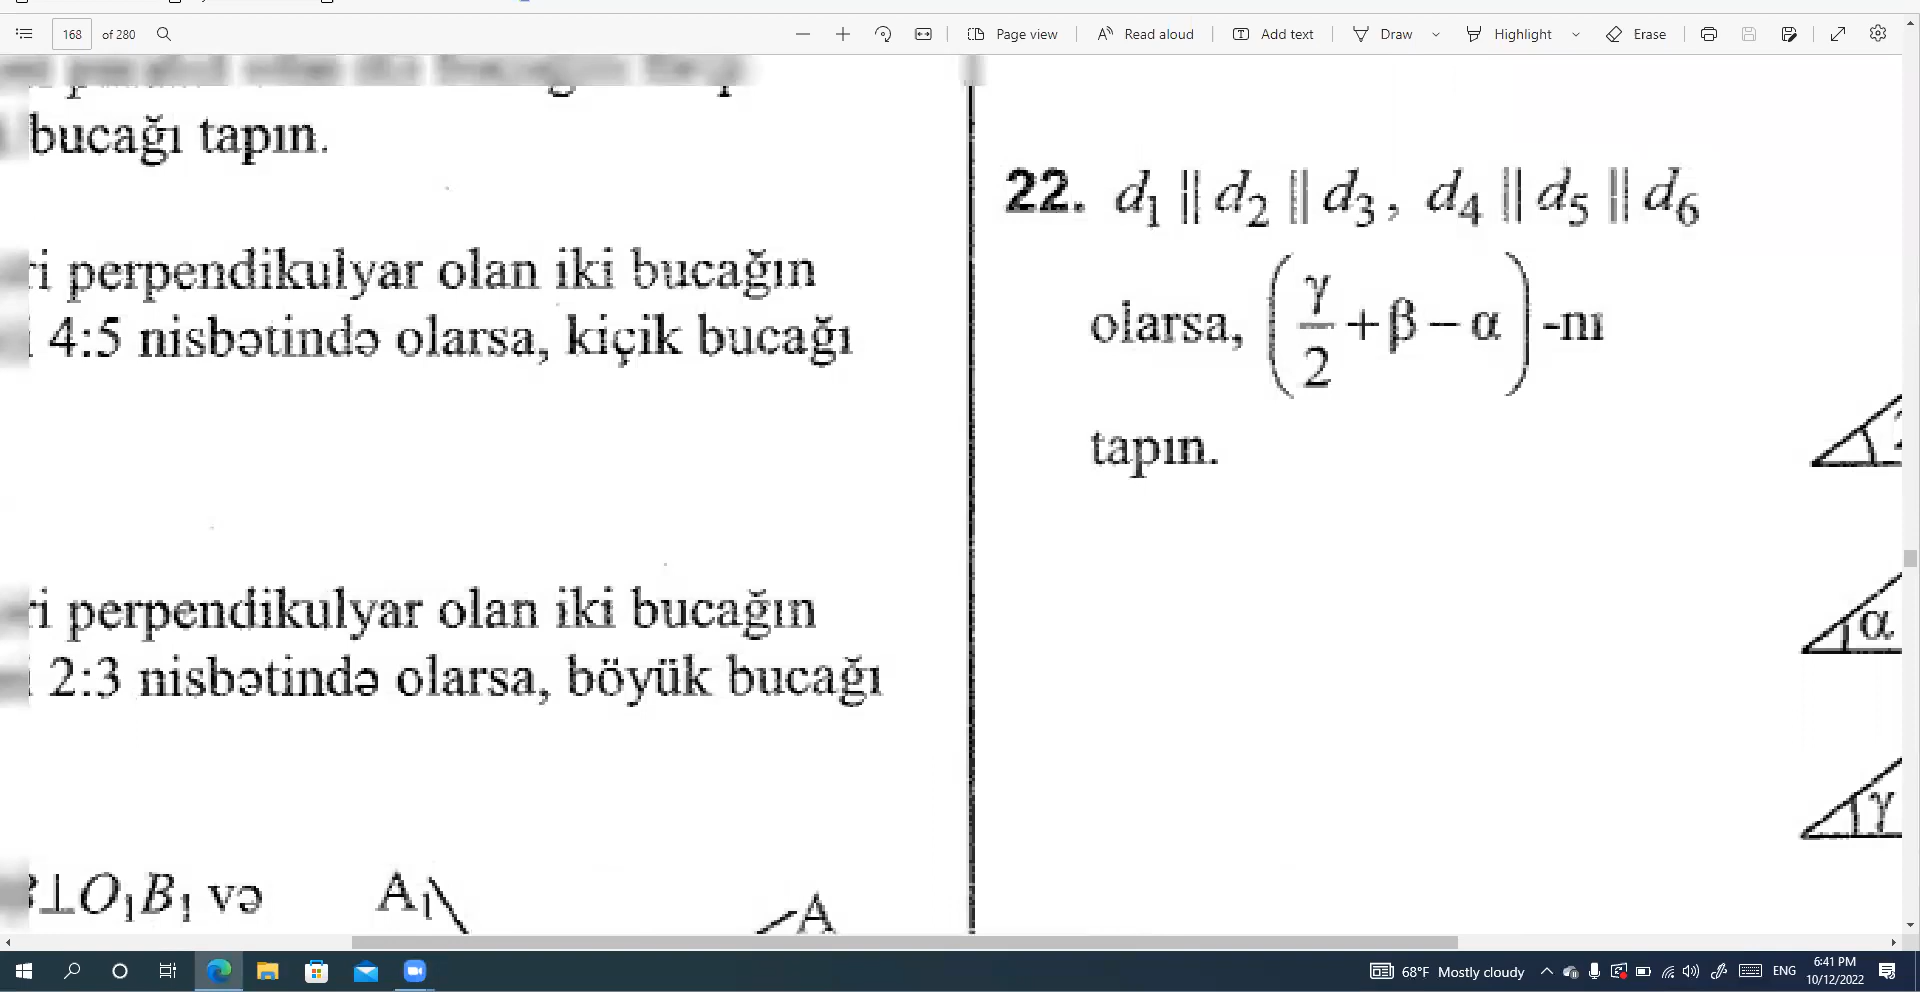 168 of 280
Page view
Read aloud
Add text
Draw
Highlight
Erase
bucağı tapın.
ri perpendikulyar olan iki bucağın
4:5 nisbətində olarsa, kiçik bucağı
ri perpendikulyar olan iki bucağın
2:3 nisbətində olarsa, böyük bucağı
⊥O₁B₁ və
A₁
A
22. d₁ || d₂ || d₃, d₄ || d₅ || d₆
olarsa, (γ/2 + β − α) -nı
tapın.
α
γ
68°F Mostly cloudy
ENG
6:41 PM
10/12/2022